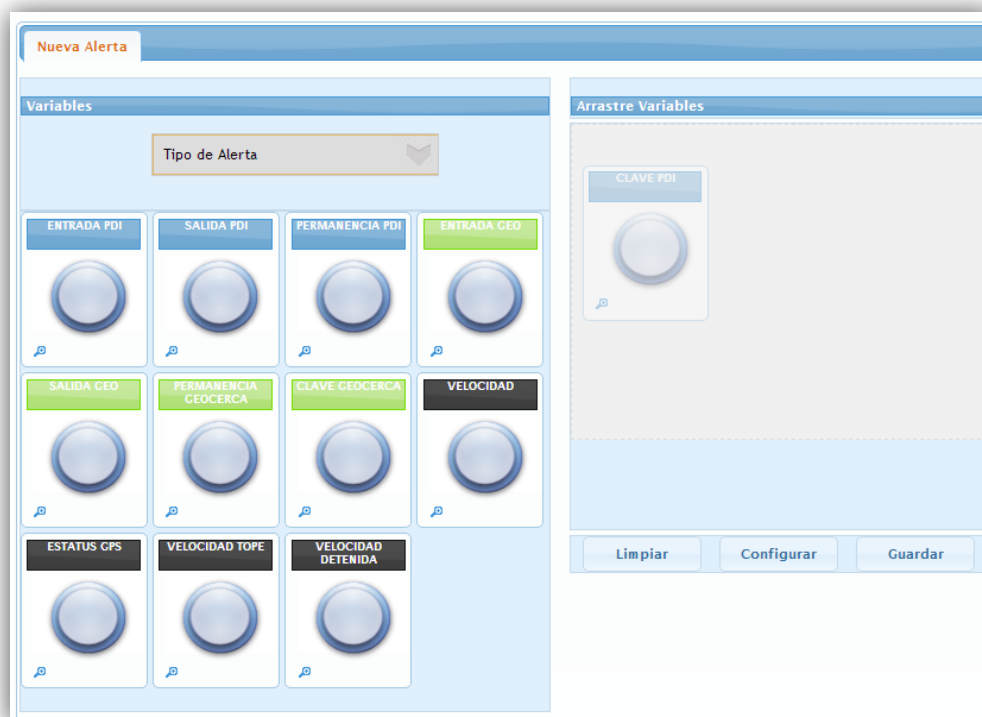 Nueva Alerta
Variables
Tipo de Alerta
ENTRADA PDI
SALIDA PDI
PERMANENCIA PDI
ENTRADA GEO
SALIDA GEO
PERMANENCIA
GEOCERCA
CLAVE GEOCERCA
VELOCIDAD
ESTATUS GPS
VELOCIDAD TOPE
VELOCIDAD
DETENIDA
Arrastre Variables
CLAVE PDI
Limpiar
Configurar
Guardar